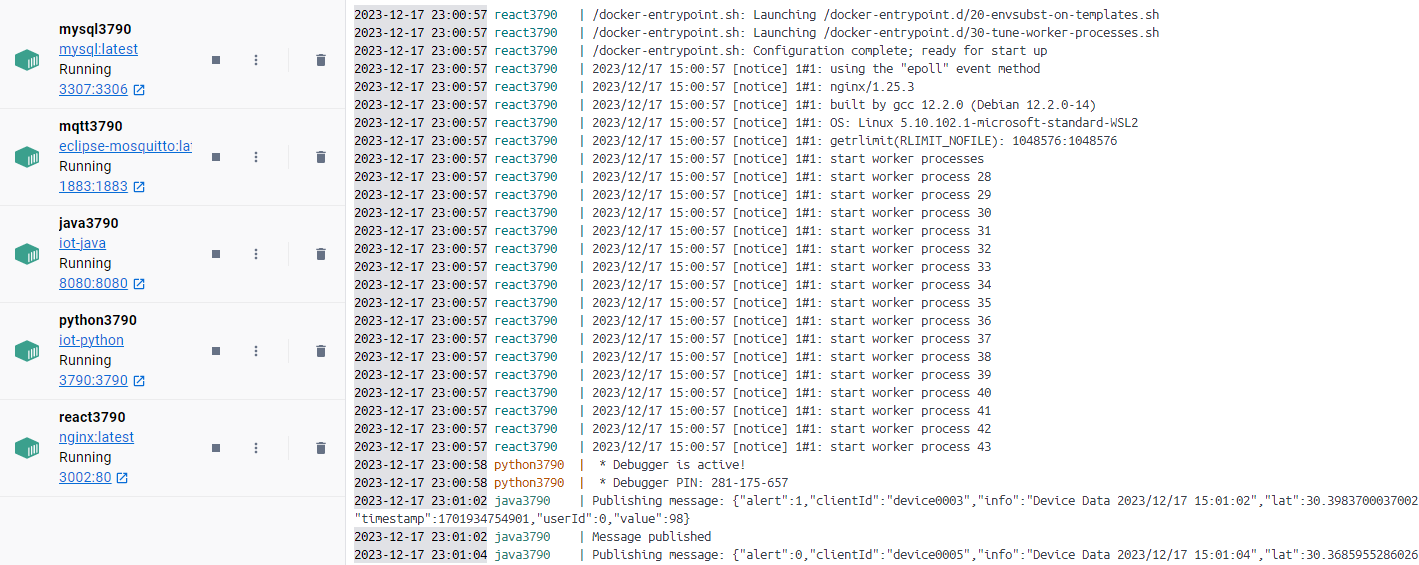 mysql3790
mysql:latest
Running
3307:3306
mqtt3790
eclipse-mosquitto:lat
Running
1883:1883
java3790
iot-java
Running
8080:8080
python3790
iot-python
Running
3790:3790
react3790
nginx:latest
Running
3002:80
2023-12-17 23:00:57 react3790 | /docker-entrypoint.sh: Launching /docker-entrypoint.d/20-envsubst-on-templates.sh
2023-12-17 23:00:57 react3790 | /docker-entrypoint.sh: Launching /docker-entrypoint.d/30-tune-worker-processes.sh
2023-12-17 23:00:57 react3790 | /docker-entrypoint.sh: Configuration complete; ready for start up
2023-12-17 23:00:57 react3790 | 2023/12/17 15:00:57 [notice] 1#1: using the "epoll" event method
2023-12-17 23:00:57 react3790 | 2023/12/17 15:00:57 [notice] 1#1: nginx/1.25.3
2023-12-17 23:00:57 react3790 | 2023/12/17 15:00:57 [notice] 1#1: built by gcc 12.2.0 (Debian 12.2.0-14)
2023-12-17 23:00:57 react3790 | 2023/12/17 15:00:57 [notice] 1#1: OS: Linux 5.10.102.1-microsoft-standard-WSL2
2023-12-17 23:00:57 react3790 | 2023/12/17 15:00:57 [notice] 1#1: getrlimit(RLIMIT_NOFILE): 1048576:1048576
2023-12-17 23:00:57 react3790 | 2023/12/17 15:00:57 [notice] 1#1: start worker processes
2023-12-17 23:00:57 react3790 | 2023/12/17 15:00:57 [notice] 1#1: start worker process 28
2023-12-17 23:00:57 react3790 | 2023/12/17 15:00:57 [notice] 1#1: start worker process 29
2023-12-17 23:00:57 react3790 | 2023/12/17 15:00:57 [notice] 1#1: start worker process 30
2023-12-17 23:00:57 react3790 | 2023/12/17 15:00:57 [notice] 1#1: start worker process 31
2023-12-17 23:00:57 react3790 | 2023/12/17 15:00:57 [notice] 1#1: start worker process 32
2023-12-17 23:00:57 react3790 | 2023/12/17 15:00:57 [notice] 1#1: start worker process 33
2023-12-17 23:00:57 react3790 | 2023/12/17 15:00:57 [notice] 1#1: start worker process 34
2023-12-17 23:00:57 react3790 | 2023/12/17 15:00:57 [notice] 1#1: start worker process 35
2023-12-17 23:00:57 react3790 | 2023/12/17 15:00:57 [notice] 1#1: start worker process 36
2023-12-17 23:00:57 react3790 | 2023/12/17 15:00:57 [notice] 1#1: start worker process 37
2023-12-17 23:00:57 react3790 | 2023/12/17 15:00:57 [notice] 1#1: start worker process 38
2023-12-17 23:00:57 react3790 | 2023/12/17 15:00:57 [notice] 1#1: start worker process 39
2023-12-17 23:00:57 react3790 | 2023/12/17 15:00:57 [notice] 1#1: start worker process 40
2023-12-17 23:00:57 react3790 | 2023/12/17 15:00:57 [notice] 1#1: start worker process 41
2023-12-17 23:00:57 react3790 | 2023/12/17 15:00:57 [notice] 1#1: start worker process 42
2023-12-17 23:00:57 react3790 | 2023/12/17 15:00:57 [notice] 1#1: start worker process 43
2023-12-17 23:00:58 python3790 | * Debugger is active!
2023-12-17 23:00:58 python3790 | * Debugger PIN: 281-175-657
2023-12-17 23:01:02 java3790 | Publishing message: {"alert":1,"clientId":"device0003","info":"Device Data 2023/12/17 15:01:02","lat":30.3983700037002
"timestamp":1701934754901,"userId":0,"value":98}
2023-12-17 23:01:02 java3790 | Message published
2023-12-17 23:01:04 java3790 | Publishing message: {"alert":0,"clientId":"device0005","info":"Device Data 2023/12/17 15:01:04","lat":30.3685955286026